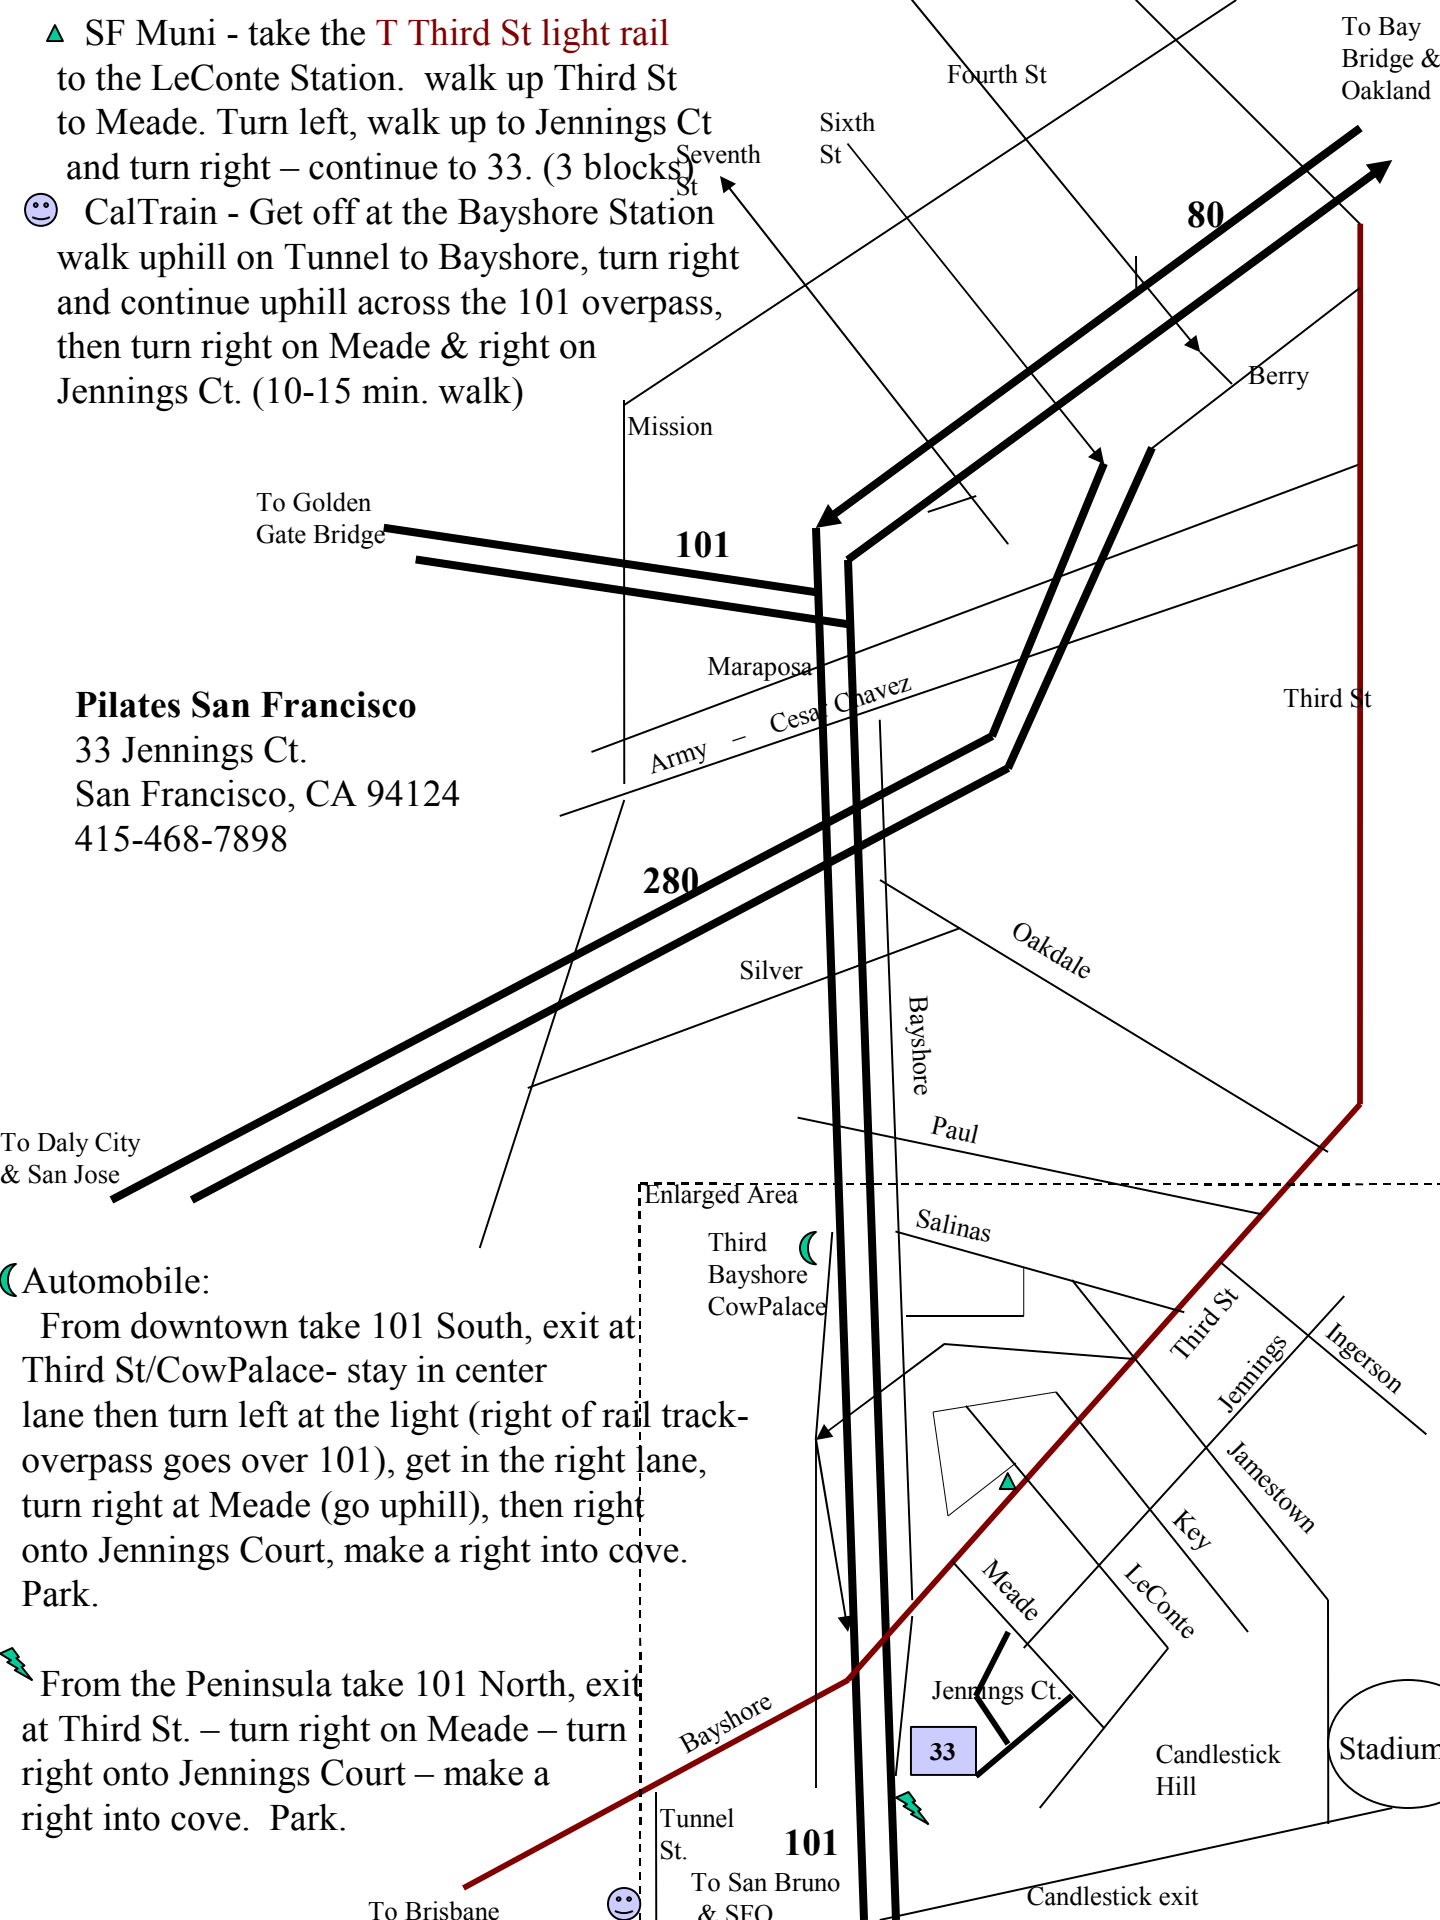 SF Muni - take the T Third St light rail
to the LeConte Station.  walk up Third St
to Meade. Turn left, walk up to Jennings Ct
and turn right – continue to 33. (3 blocks)
CalTrain - Get off at the Bayshore Station
walk uphill on Tunnel to Bayshore, turn right
and continue uphill across the 101 overpass,
then turn right on Meade & right on
Jennings Ct. (10-15 min. walk)
To Bay
Bridge &
Oakland
Fourth St
Sixth
St
Seventh
St
80
Berry
Mission
To Golden
Gate Bridge
101
Maraposa
Army – Cesar Chavez
Third St
Pilates San Francisco
33 Jennings Ct.
San Francisco, CA 94124
415-468-7898
280
Silver
Oakdale
Bayshore
Paul
To Daly City
& San Jose
Enlarged Area
Salinas
Third
Bayshore
CowPalace
Third St
Jennings
Ingerson
Jamestown
Key
LeConte
Meade
Automobile:
From downtown take 101 South, exit at
Third St/CowPalace- stay in center
lane then turn left at the light (right of rail track-
overpass goes over 101), get in the right lane,
turn right at Meade (go uphill), then right
onto Jennings Court, make a right into cove.
Park.
From the Peninsula take 101 North, exit
at Third St. – turn right on Meade – turn
right onto Jennings Court – make a
right into cove.  Park.
Jennings Ct.
33
Bayshore
Candlestick
Hill
Stadium
Tunnel
St.
101
To San Bruno
& SFO
Candlestick exit
To Brisbane